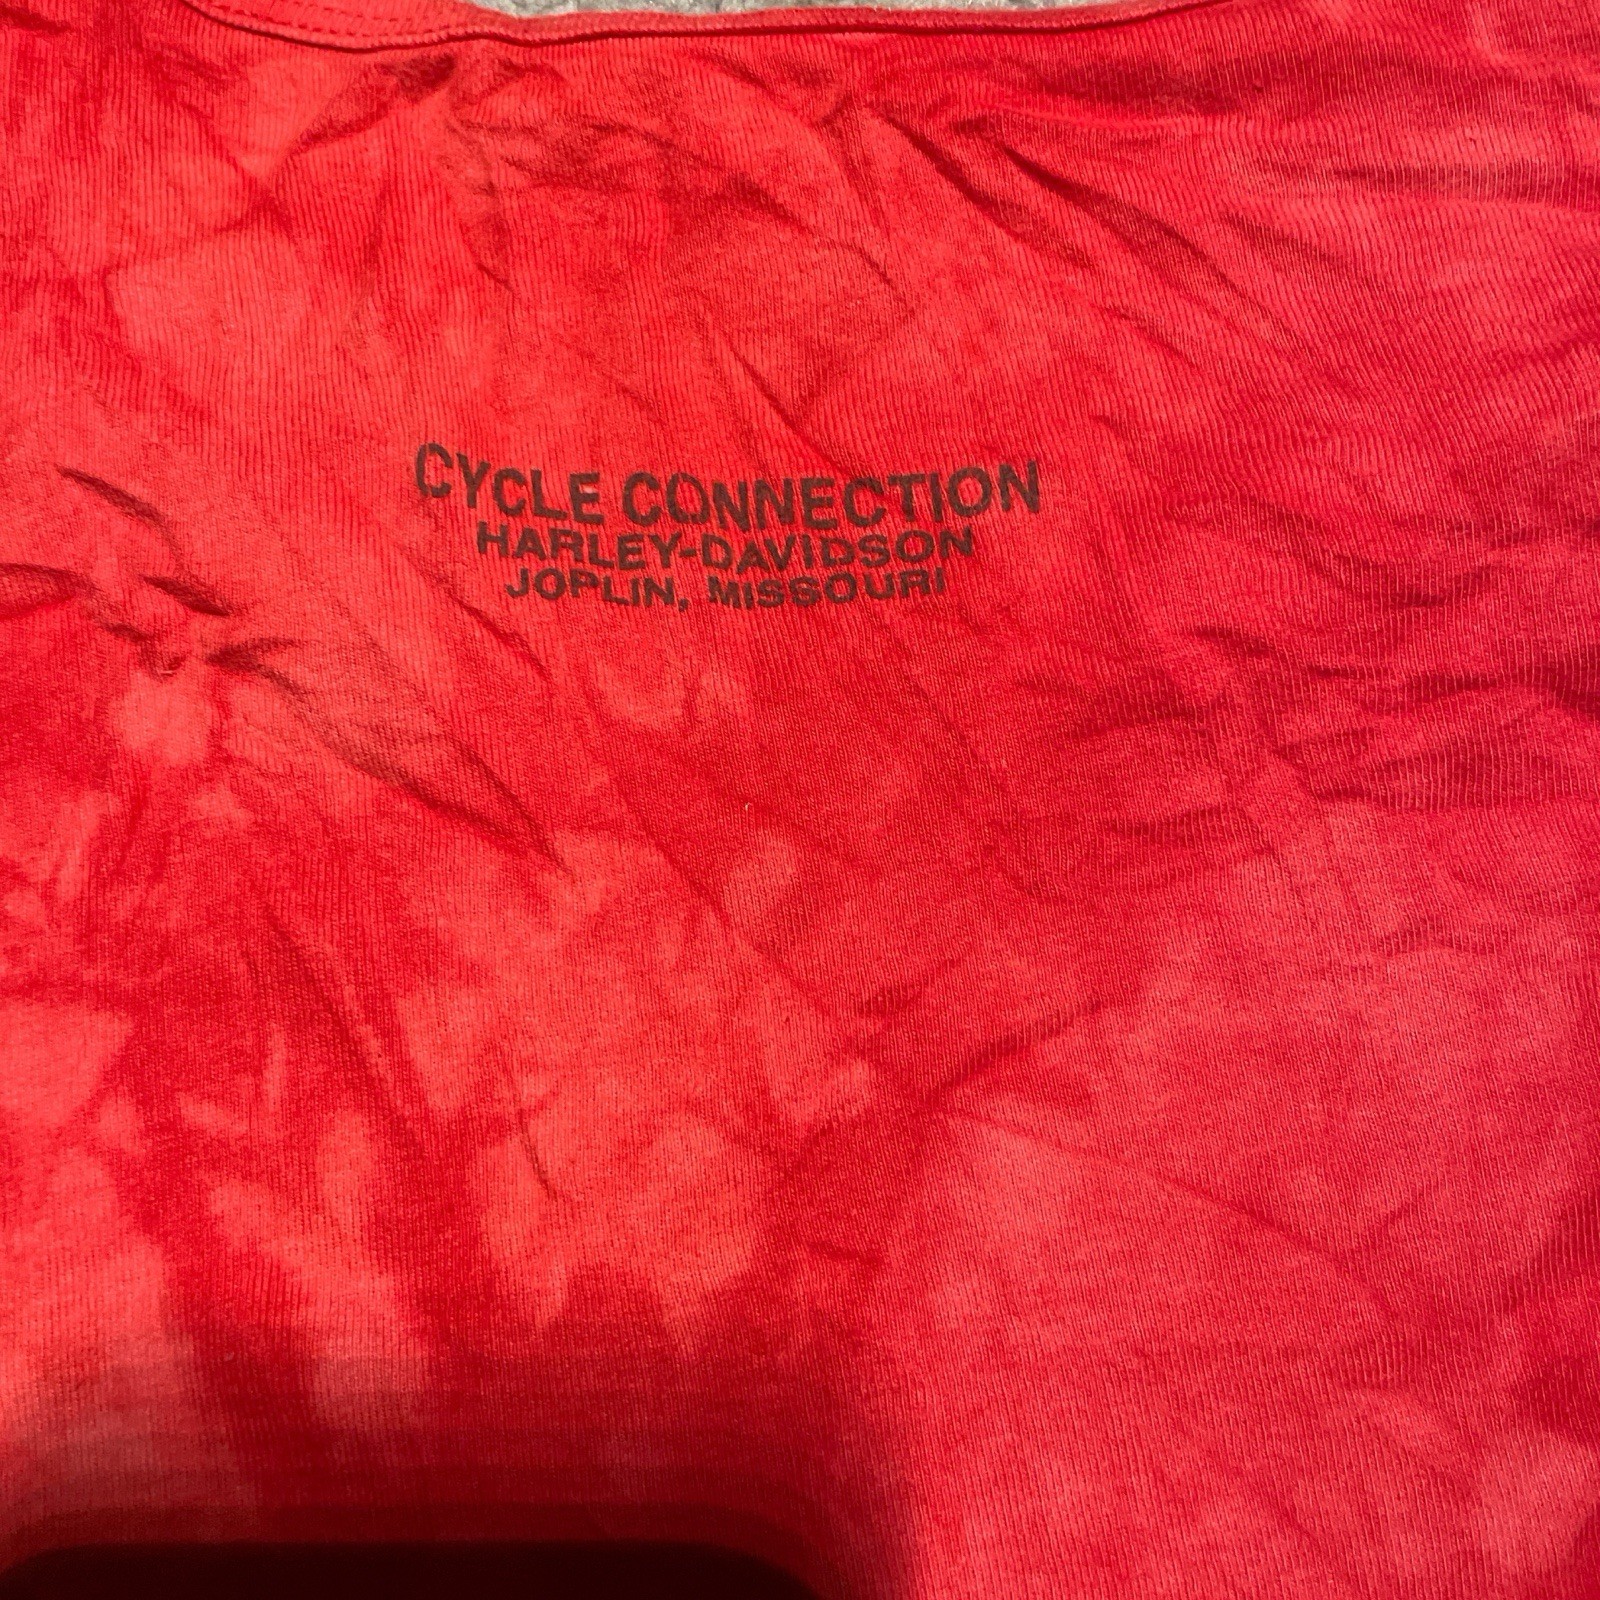 CYCLE CONNECTION
HARLEY-DAVIDSON
JOPLIN, MISSOURI